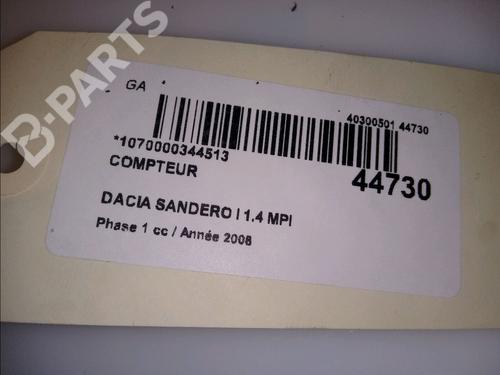 B-PARTS
GA
40300501 44730
*1070000344513
COMPTEUR
44730
DACIA SANDERO I 1.4 MPI
Phase 1 cc / Année 2008